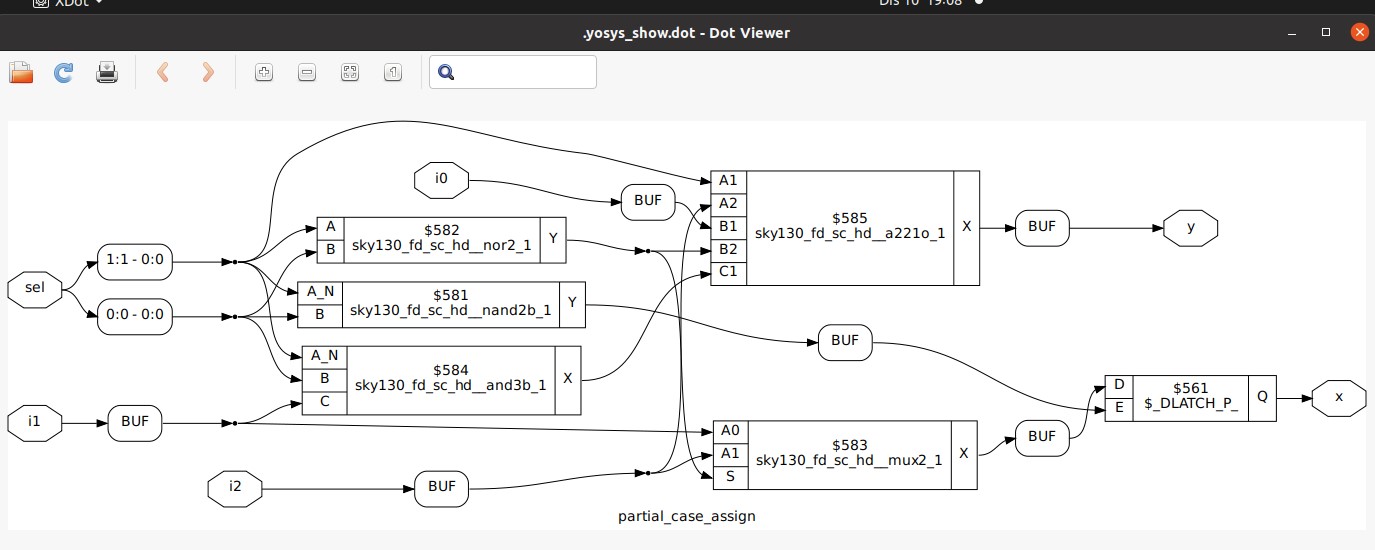 XDot
Dis 10 19:08
.yosys_show.dot - Dot Viewer
1
i0
BUF
A1
A2
B1
B2
C1
$585
sky130_fd_sc_hd__a221o_1
X
BUF
y
A
B
$582
sky130_fd_sc_hd__nor2_1
Y
sel
1:1 - 0:0
0:0 - 0:0
A_N
B
$581
sky130_fd_sc_hd__nand2b_1
Y
BUF
A_N
B
C
$584
sky130_fd_sc_hd__and3b_1
X
D
E
$561
$_DLATCH_P_
Q
x
i1
BUF
A0
A1
S
$583
sky130_fd_sc_hd__mux2_1
X
BUF
i2
BUF
partial_case_assign